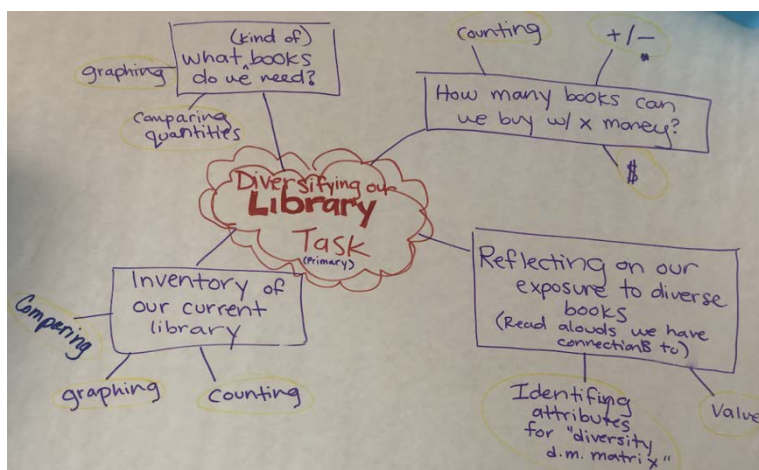 (kind of)
what ^ books
do we need?
graphing
Comparing
quantities
Counting
+/-
*
How many books can
we buy w/ x money?
$
Diversifying our
Library
Task
(Primary)
Inventory of
our current
library
Comparing
graphing
Counting
Reflecting on our
exposure to diverse
books
(Read alouds we have
connectionB to)
Identifing
attributes
for "diversity
d.m. matrix"
Value